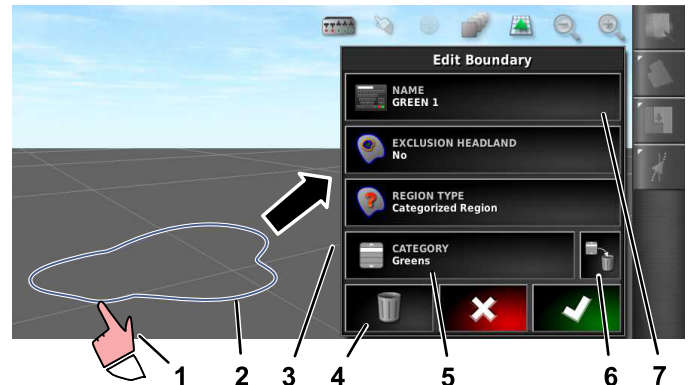 Edit Boundary
NAME
GREEN 1
EXCLUSION HEADLAND
No
REGION TYPE
Categorized Region
CATEGORY
Greens
1 2 3 4 5 6 7